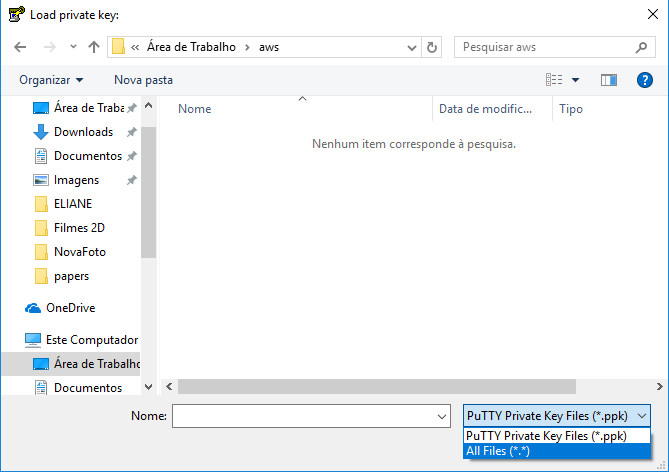 Load private key:
« Área de Trabalho > aws
Pesquisar aws
Organizar
Nova pasta
Nome
Data de modific...
Tipo
Nenhum item corresponde à pesquisa.
Área de Traba
Downloads
Documentos
Imagens
ELIANE
Filmes 2D
NovaFoto
papers
OneDrive
Este Computador
Área de Trabalho
Documentos
Nome:
PuTTY Private Key Files (*.ppk)
PuTTY Private Key Files (*.ppk)
All Files (*.*)